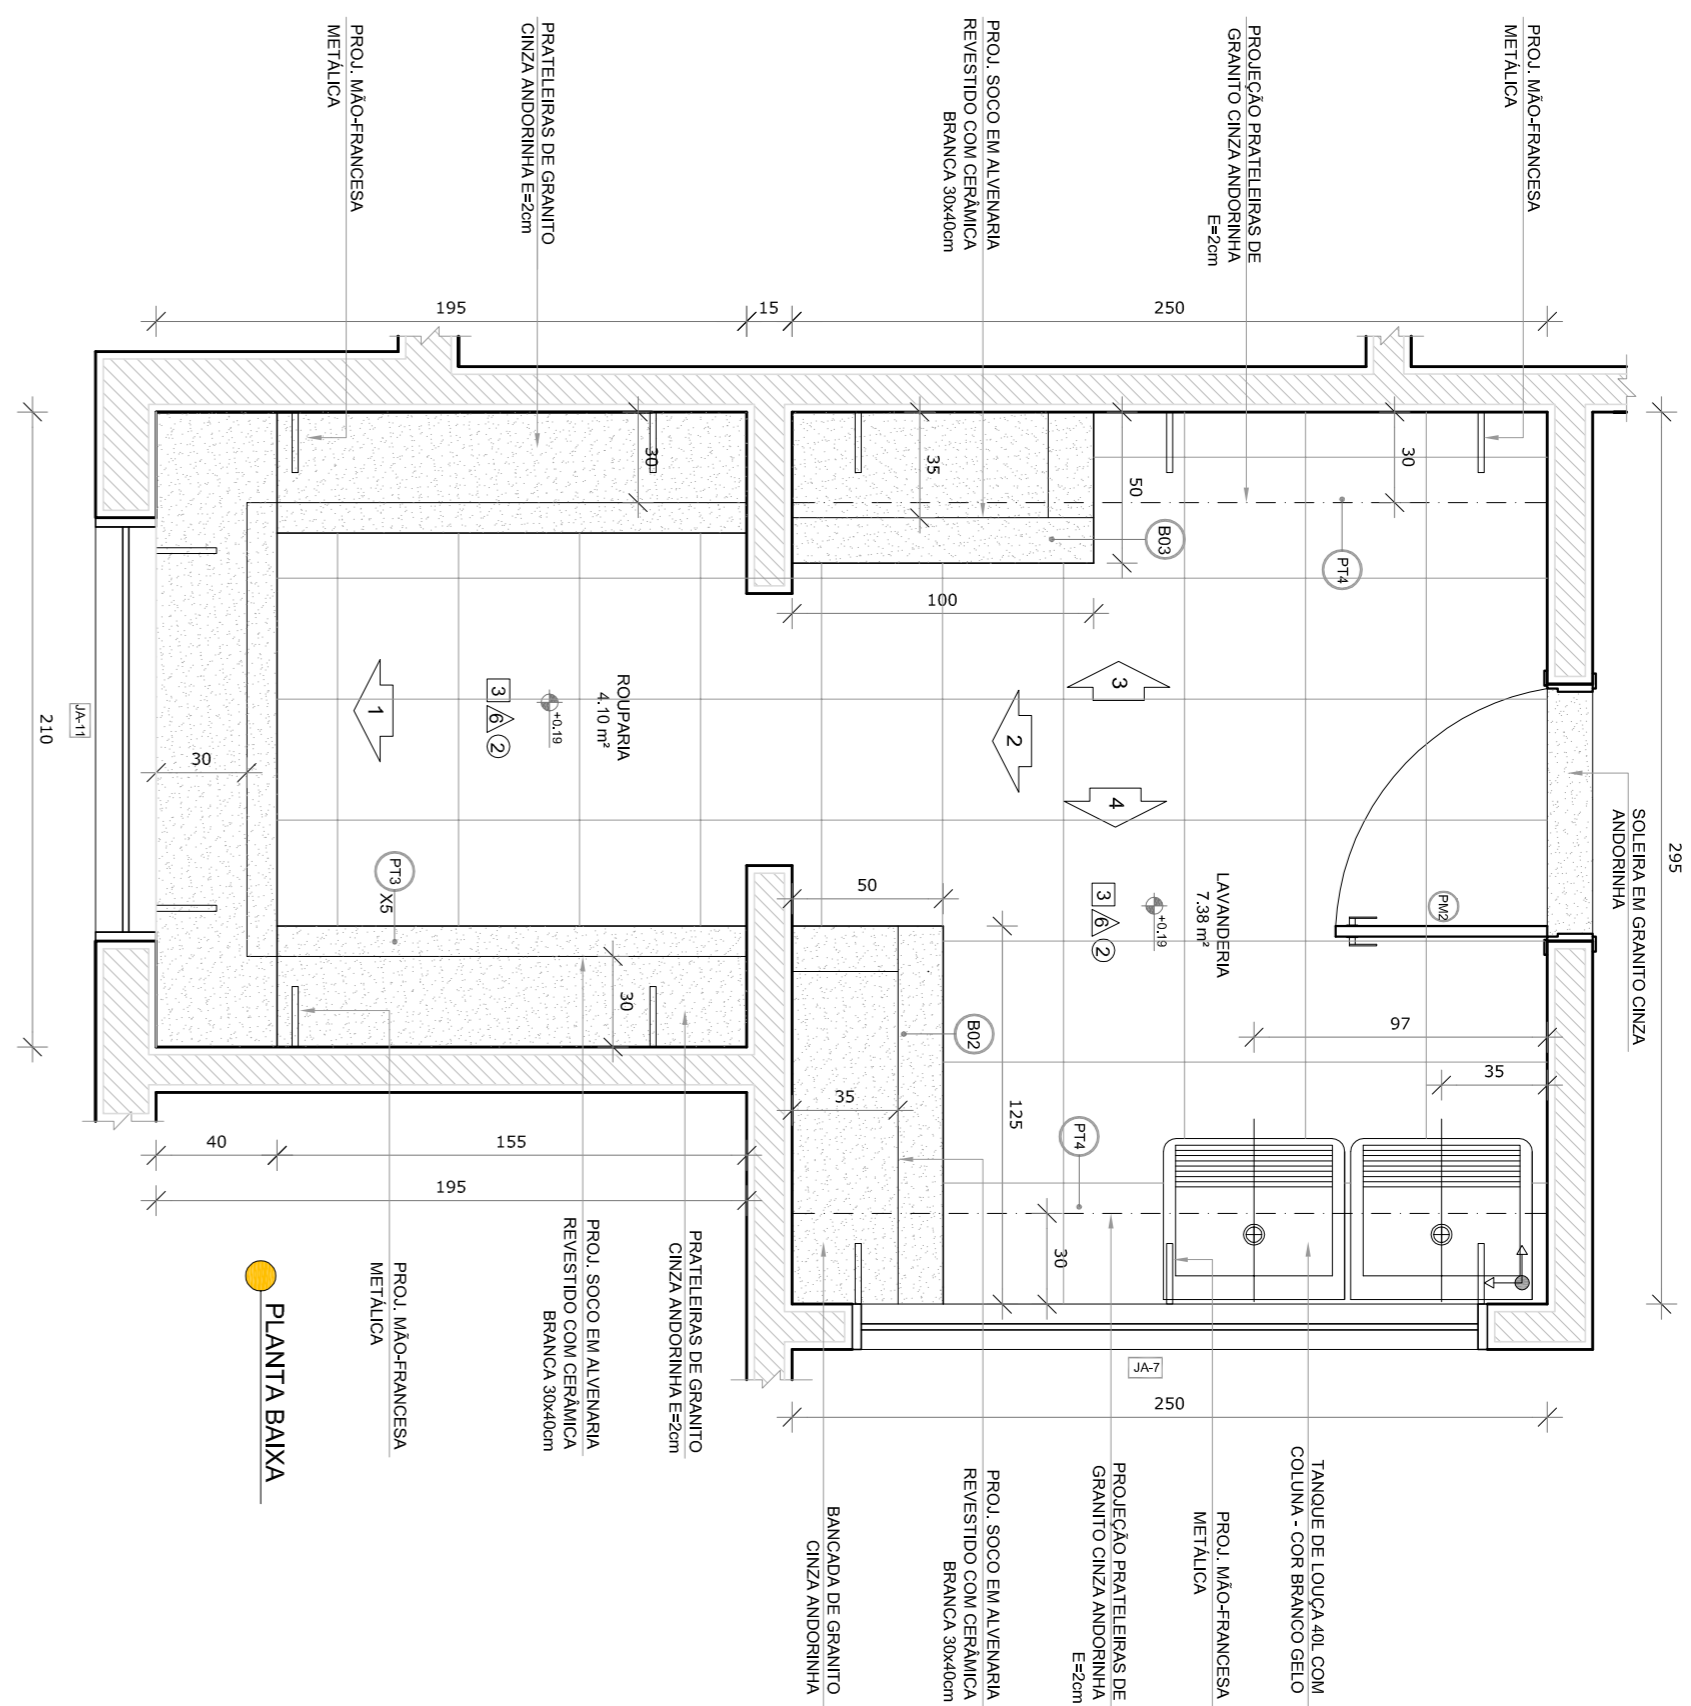 PROJ. MÃO-FRANCESA
METÁLICA
PRATELEIRAS DE GRANITO
CINZA ANDORINHA E=2cm
PROJ. SOCO EM ALVENARIA
REVESTIDO COM CERÂMICA
BRANCA 30x40cm
PROJEÇÃO PRATELEIRAS DE
GRANITO CINZA ANDORINHA
E=2cm
PROJ. MÃO-FRANCESA
METÁLICA
195
15
250
30
35
50
30
B03
PT4
100
295
210
JA-11
30
1
3
6
2
+0.19
ROUPARIA
4.10 m²
2
3
4
SOLEIRA EM GRANITO CINZA
ANDORINHA
PT3
X5
50
3
6
2
+0.19
LAVANDERIA
7.38 m²
PM2
97
35
30
B02
35
125
PT4
30
40
155
195
JA-7
250
PLANTA BAIXA
PROJ. MÃO-FRANCESA
METÁLICA
PROJ. SOCO EM ALVENARIA
REVESTIDO COM CERÂMICA
BRANCA 30x40cm
PRATELEIRAS DE GRANITO
CINZA ANDORINHA E=2cm
BANCADA DE GRANITO
CINZA ANDORINHA
PROJ. SOCO EM ALVENARIA
REVESTIDO COM CERÂMICA
BRANCA 30x40cm
PROJEÇÃO PRATELEIRAS DE
GRANITO CINZA ANDORINHA
E=2cm
PROJ. MÃO-FRANCESA
METÁLICA
TANQUE DE LOUÇA 40L COM
COLUNA - COR BRANCO GELO